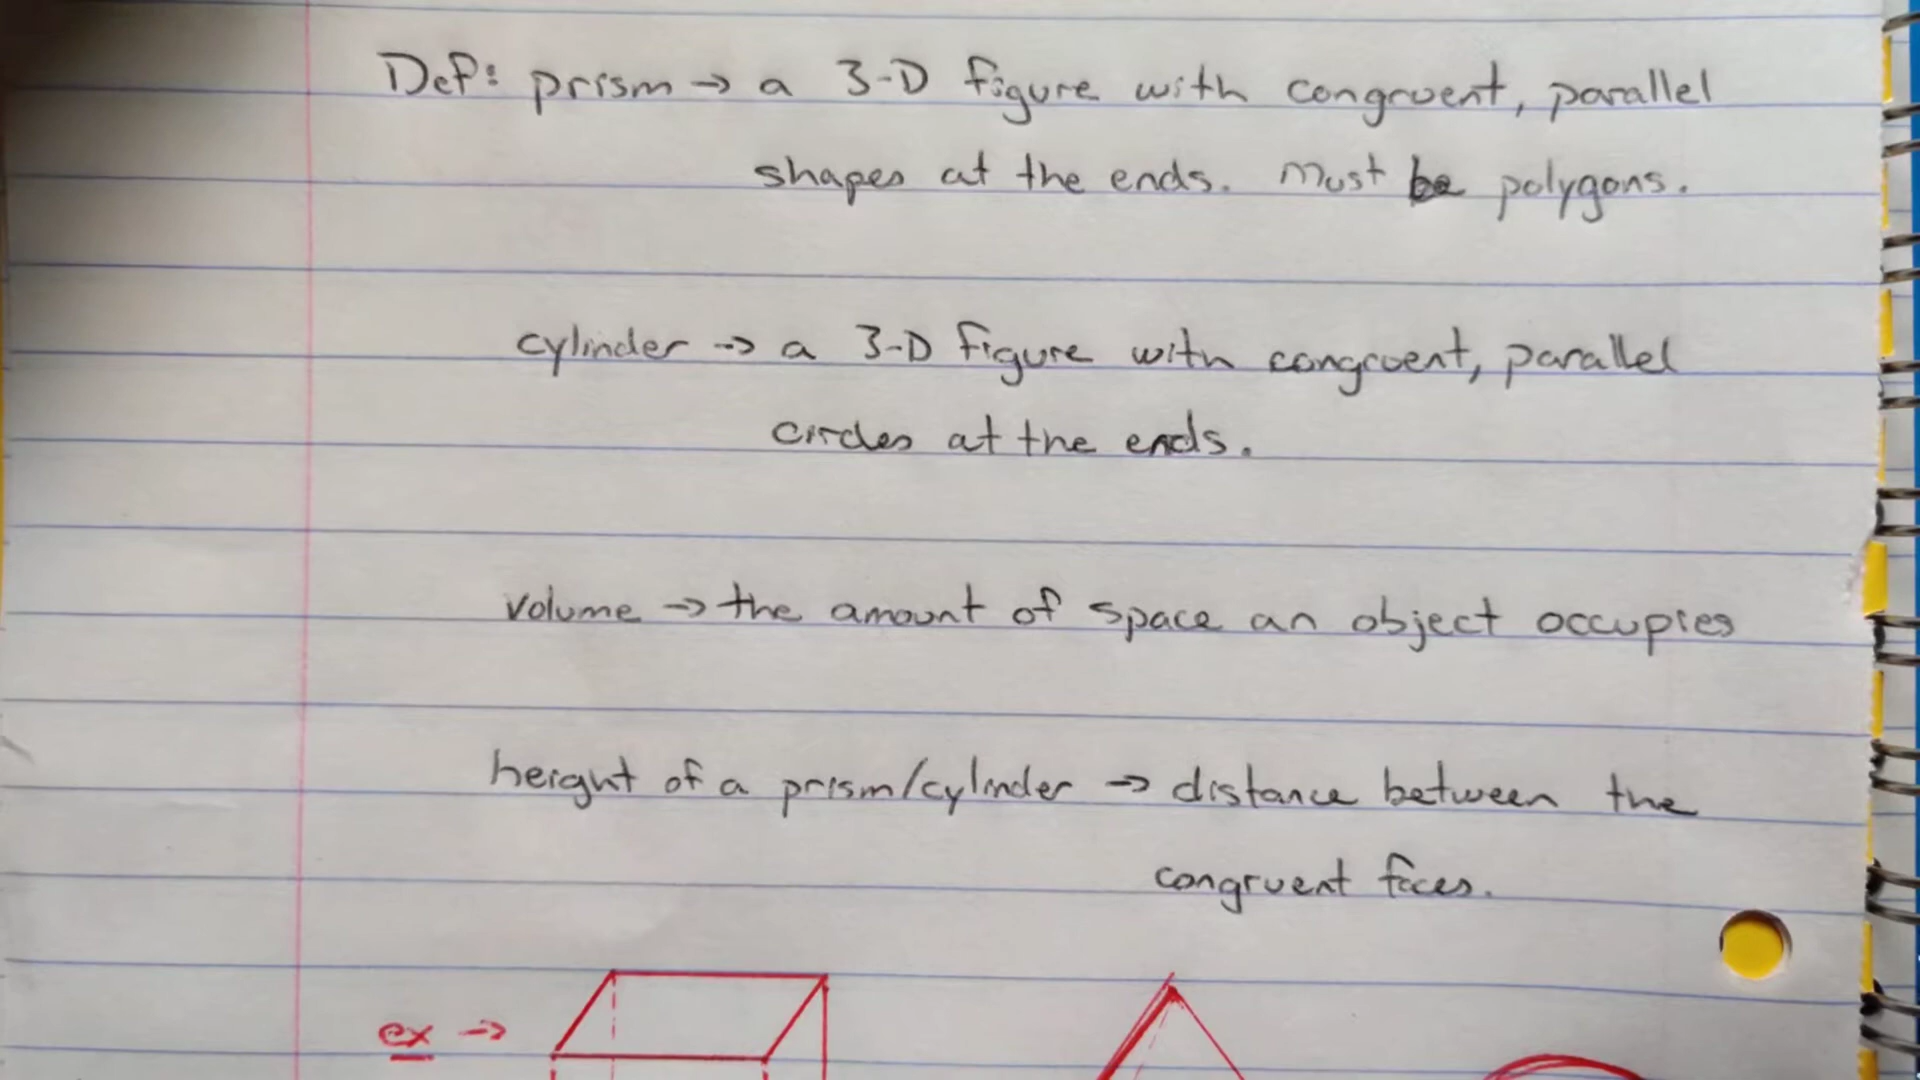 Def: prism → a 3-D figure with congruent, parallel
shapes at the ends. Must be polygons.
cylinder → a 3-D figure with congruent, parallel
circles at the ends.
volume → the amount of space an object occupies
height of a prism/cylinder → distance between the
congruent faces.
ex →